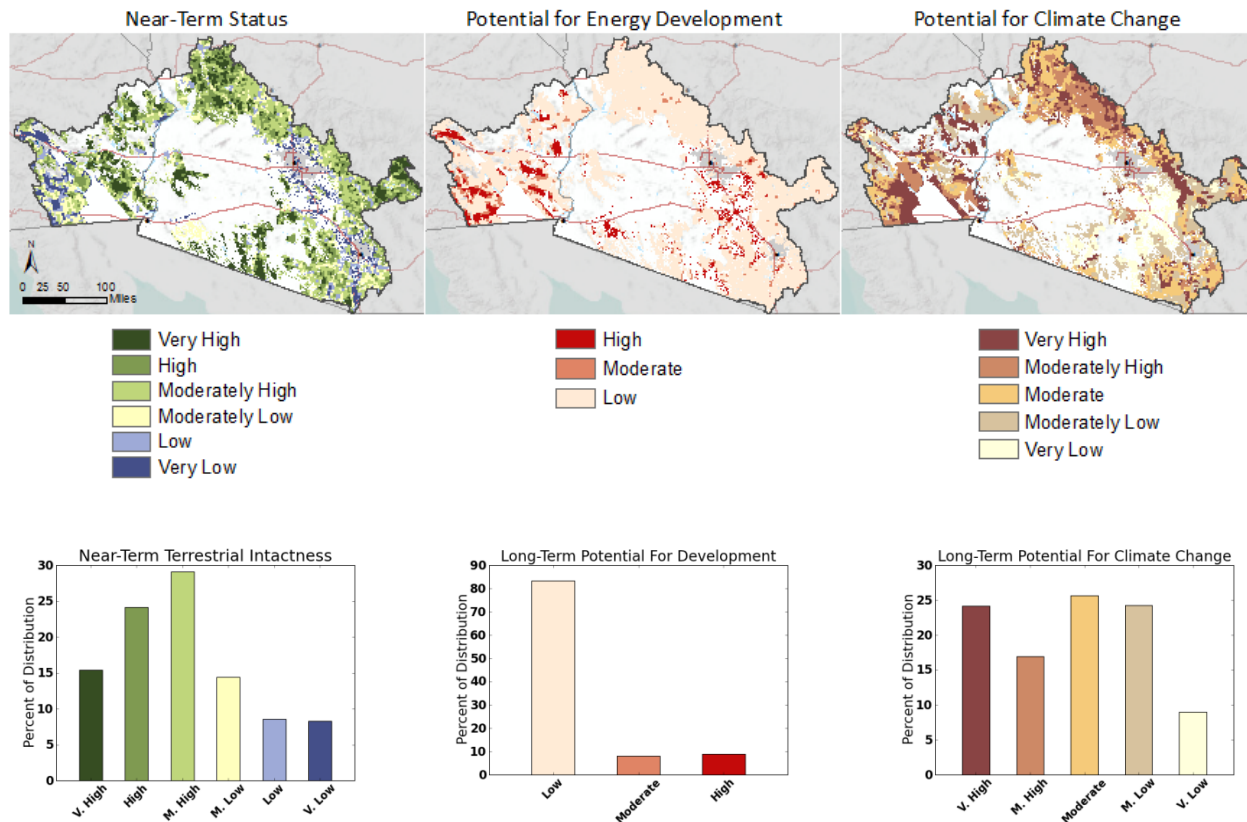 Near-Term Status
Potential for Energy Development
Potential for Climate Change
N
0 25 50 100
Miles
Very High
High
Moderately High
Moderately Low
Low
Very Low
High
Moderate
Low
Very High
Moderately High
Moderate
Moderately Low
Very Low
Near-Term Terrestrial Intactness
Percent of Distribution
30
25
20
15
10
5
0
V. High
High
M. High
M. Low
Low
V. Low
Long-Term Potential For Development
Percent of Distribution
90
80
70
60
50
40
30
20
10
0
Low
Moderate
High
Long-Term Potential For Climate Change
Percent of Distribution
30
25
20
15
10
5
0
V. High
M. High
Moderate
M. Low
V. Low